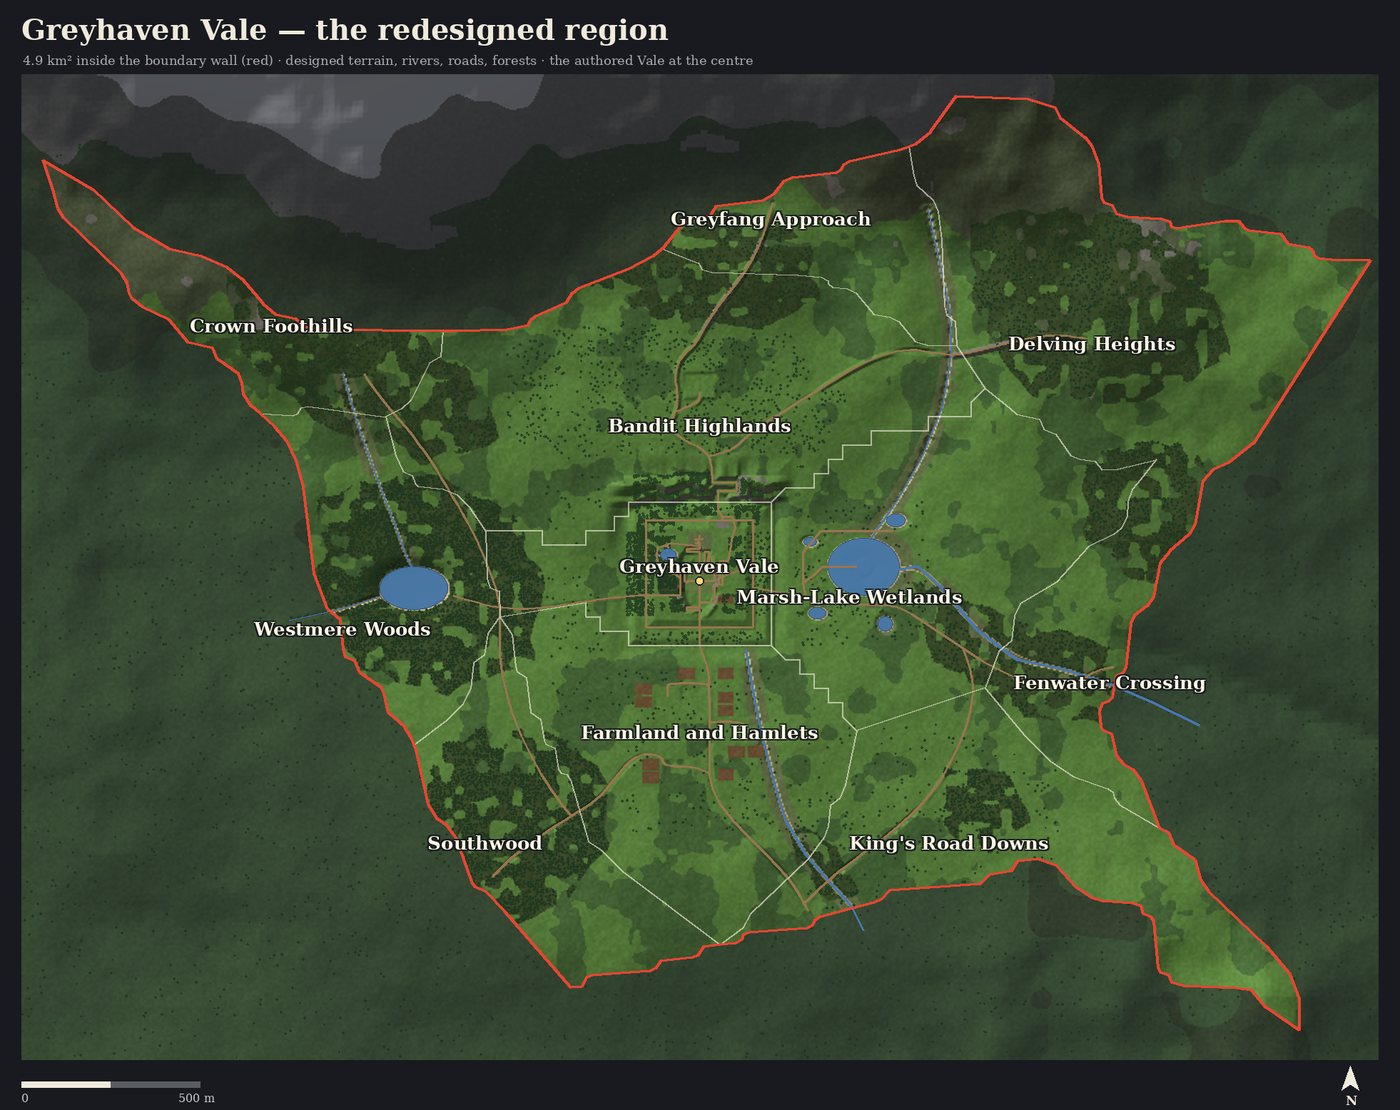 Greyhaven Vale — the redesigned region
4.9 km² inside the boundary wall (red) · designed terrain, rivers, roads, forests · the authored Vale at the centre
Greyfang Approach
Crown Foothills
Delving Heights
Bandit Highlands
Greyhaven Vale
Marsh-Lake Wetlands
Westmere Woods
Fenwater Crossing
Farmland and Hamlets
Southwood
King's Road Downs
0
500 m
N